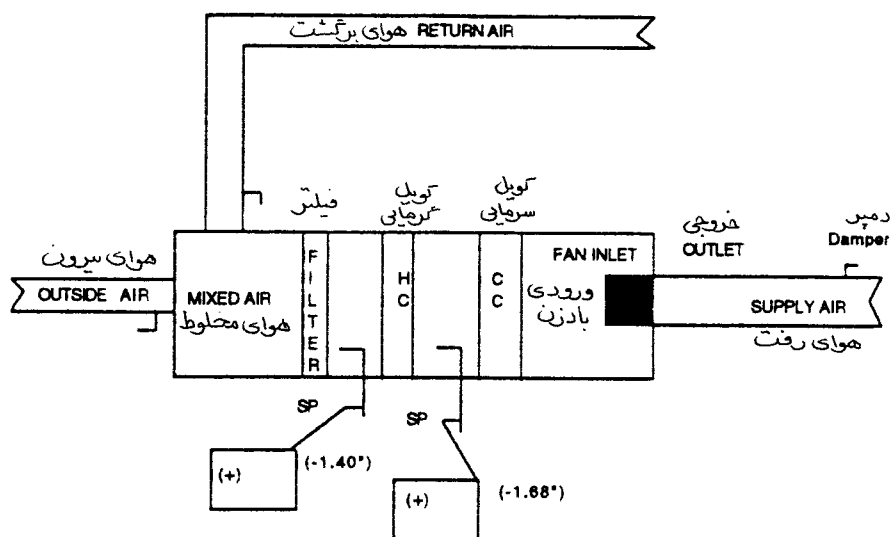 هوای برگشت RETURN AIR
فیلتر
کویل
گرمایی
کویل
سرمایی
خروجی
OUTLET
دمپر
Damper
هوای بیرون
OUTSIDE AIR
MIXED AIR
هوای مخلوط
FILTER
HC
CC
FAN INLET
ورودی
بادزن
SUPPLY AIR
هوای رفت
SP
SP
(+)
(-1.40")
(+)
(-1.68")